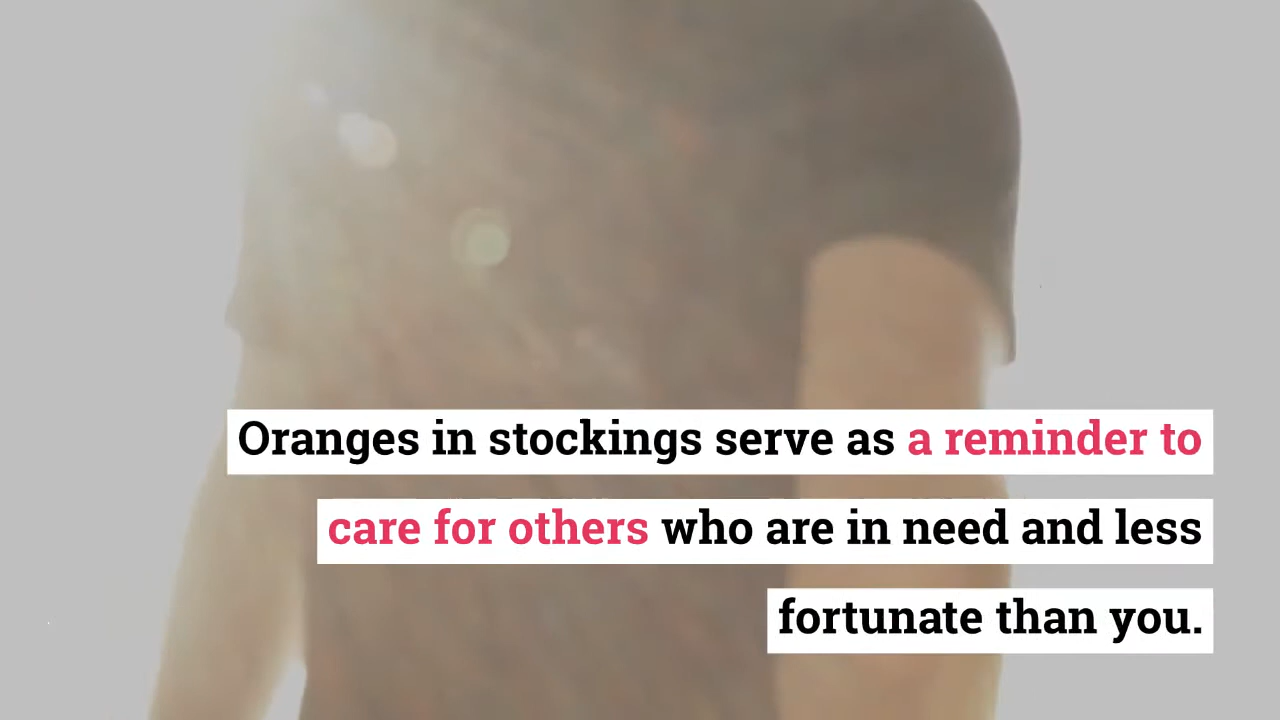 Oranges in stockings serve as a reminder to
care for others who are in need and less
fortunate than you.